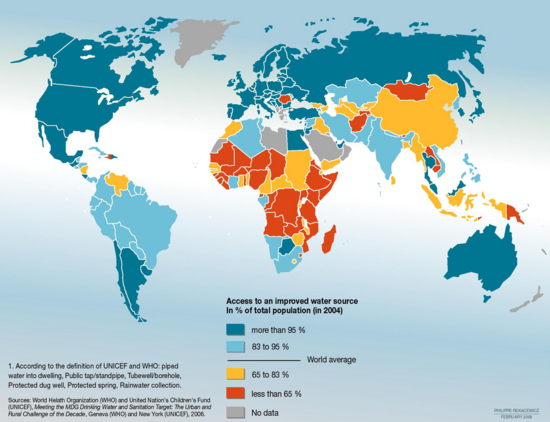 Access to an improved water source
In % of total population (in 2004)
more than 95 %
83 to 95 %
World average
65 to 83 %
less than 65 %
No data
1. According to the definition of UNICEF and WHO: piped
water into dwelling, Public tap/standpipe, Tubewell/borehole,
Protected dug well, Protected spring, Rainwater collection.
Sources: World Helath Organization (WHO) and United Nation's Children's Fund
(UNICEF), Meeting the MDG Drinking Water and Sanitation Target: The Urban and
Rural Challenge of the Decade, Geneva (WHO) and New York (UNICEF), 2006.
PHILIPPE REKACEWICZ
FEBRUARY 2008